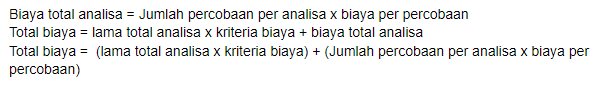 Biaya total analisa = Jumlah percobaan per analisa x biaya per percobaan
Total biaya = lama total analisa x kriteria biaya + biaya total analisa
Total biaya =  (lama total analisa x kriteria biaya) + (Jumlah percobaan per analisa x biaya per
percobaan)